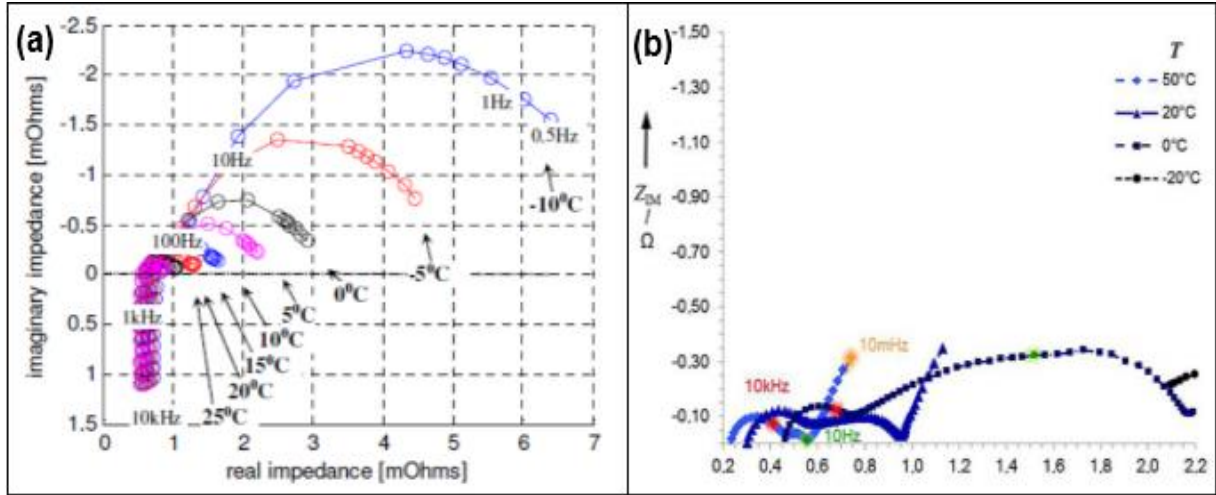 (a)
-2.5
-2
-1.5
-1
-0.5
0
0.5
1
1.5
imaginary impedance [mOhms]
1Hz
0.5Hz
10Hz
-10⁰C
100Hz
-5⁰C
0⁰C
5⁰C
1kHz
10⁰C
15⁰C
20⁰C
10kHz
25⁰C
0 1 2 3 4 5 6 7
real impedance [mOhms]
(b)
-1.50
-1.30
-1.10
-0.90
-0.70
-0.50
-0.30
-0.10
Z_IM
/
Ω
T
50°C
20°C
0°C
-20°C
10mHz
10kHz
10Hz
0,2 0,4 0,6 0,8 1,0 1,2 1,4 1,6 1,8 2,0 2,2